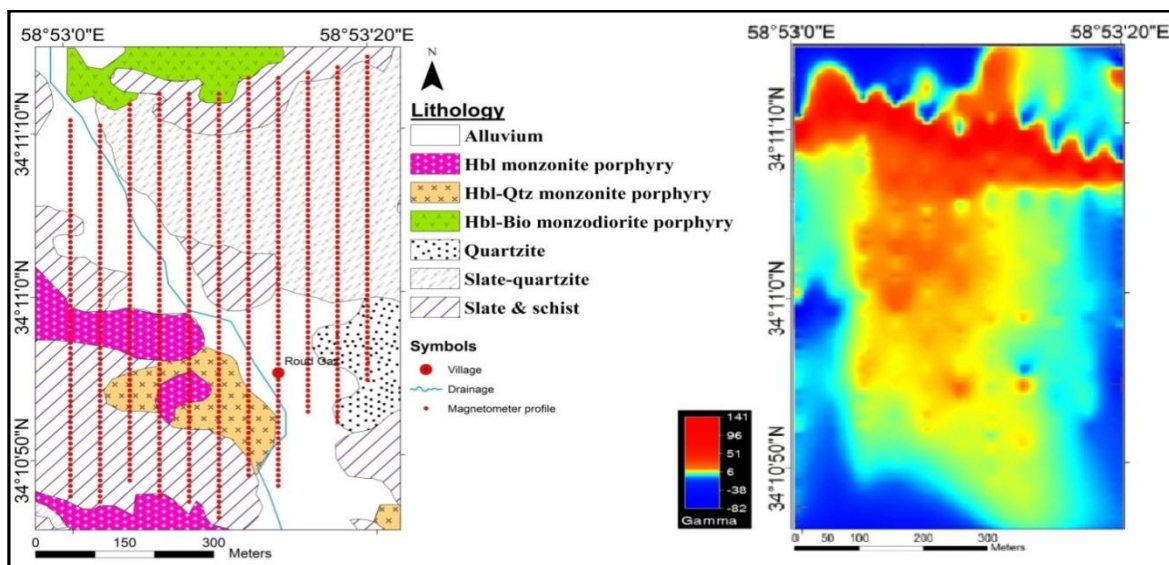 58°53'0"E
58°53'20"E
34°11'10"N
34°11'0"N
34°10'50"N
N
Lithology
Alluvium
Hbl monzonite porphyry
Hbl-Qtz monzonite porphyry
Hbl-Bio monzodiorite porphyry
Quartzite
Slate-quartzite
Slate & schist
Symbols
Village
Drainage
Magnetometer profile
Roud Gaz
0 150 300 Meters
58°53'0"E
58°53'20"E
34°11'10"N
34°11'0"N
34°10'50"N
141
96
51
6
-38
-82
Gamma
0 50 100 200 300
Meters